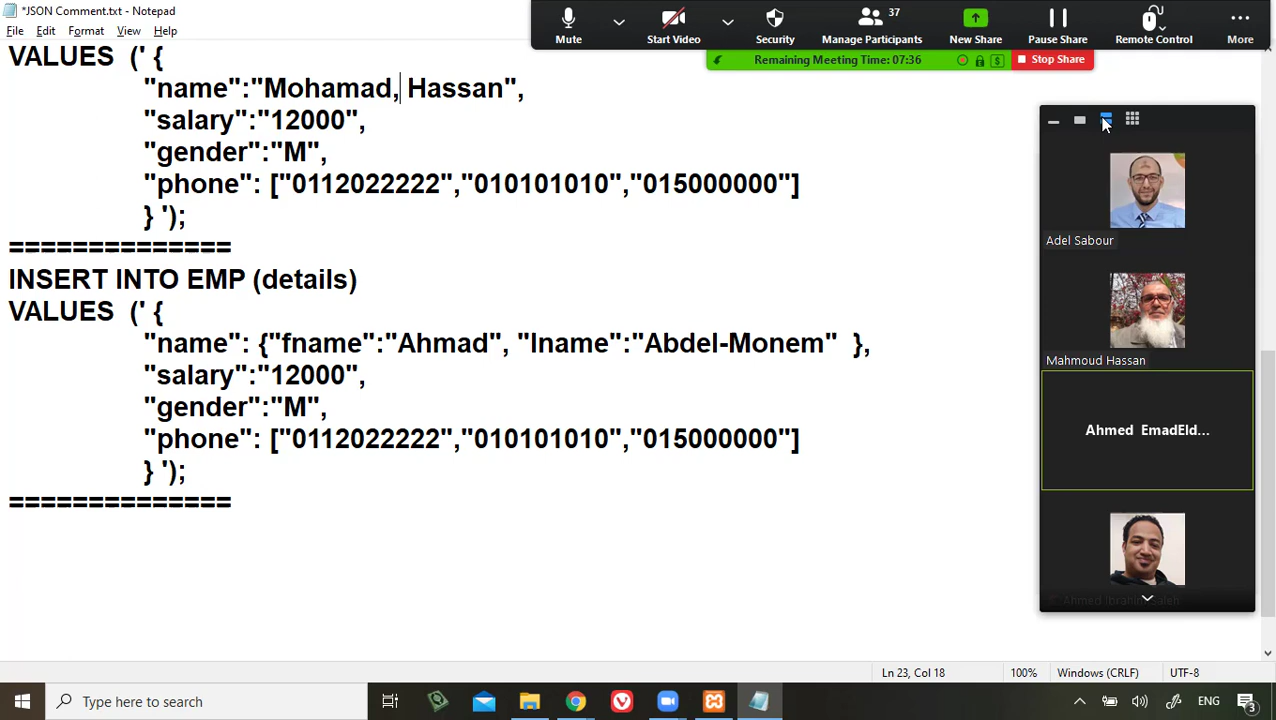 *JSON Comment.txt - Notepad
File Edit Format View Help
VALUES (' {
"name":"Mohamad, Hassan",
"salary":"12000",
"gender":"M",
"phone": ["0112022222","010101010","015000000"]
} ');
==============
INSERT INTO EMP (details)
VALUES (' {
"name": {"fname":"Ahmad", "lname":"Abdel-Monem" },
"salary":"12000",
"gender":"M",
"phone": ["0112022222","010101010","015000000"]
} ');
==============
Mute
Start Video
Security
37
Manage Participants
New Share
Pause Share
Remote Control
More
Remaining Meeting Time: 07:36
Stop Share
Adel Sabour
Mahmoud Hassan
Ahmed EmadEld...
Ahmed Ibrahim Saleh
Ln 23, Col 18
100%
Windows (CRLF)
UTF-8
Type here to search
ENG
3